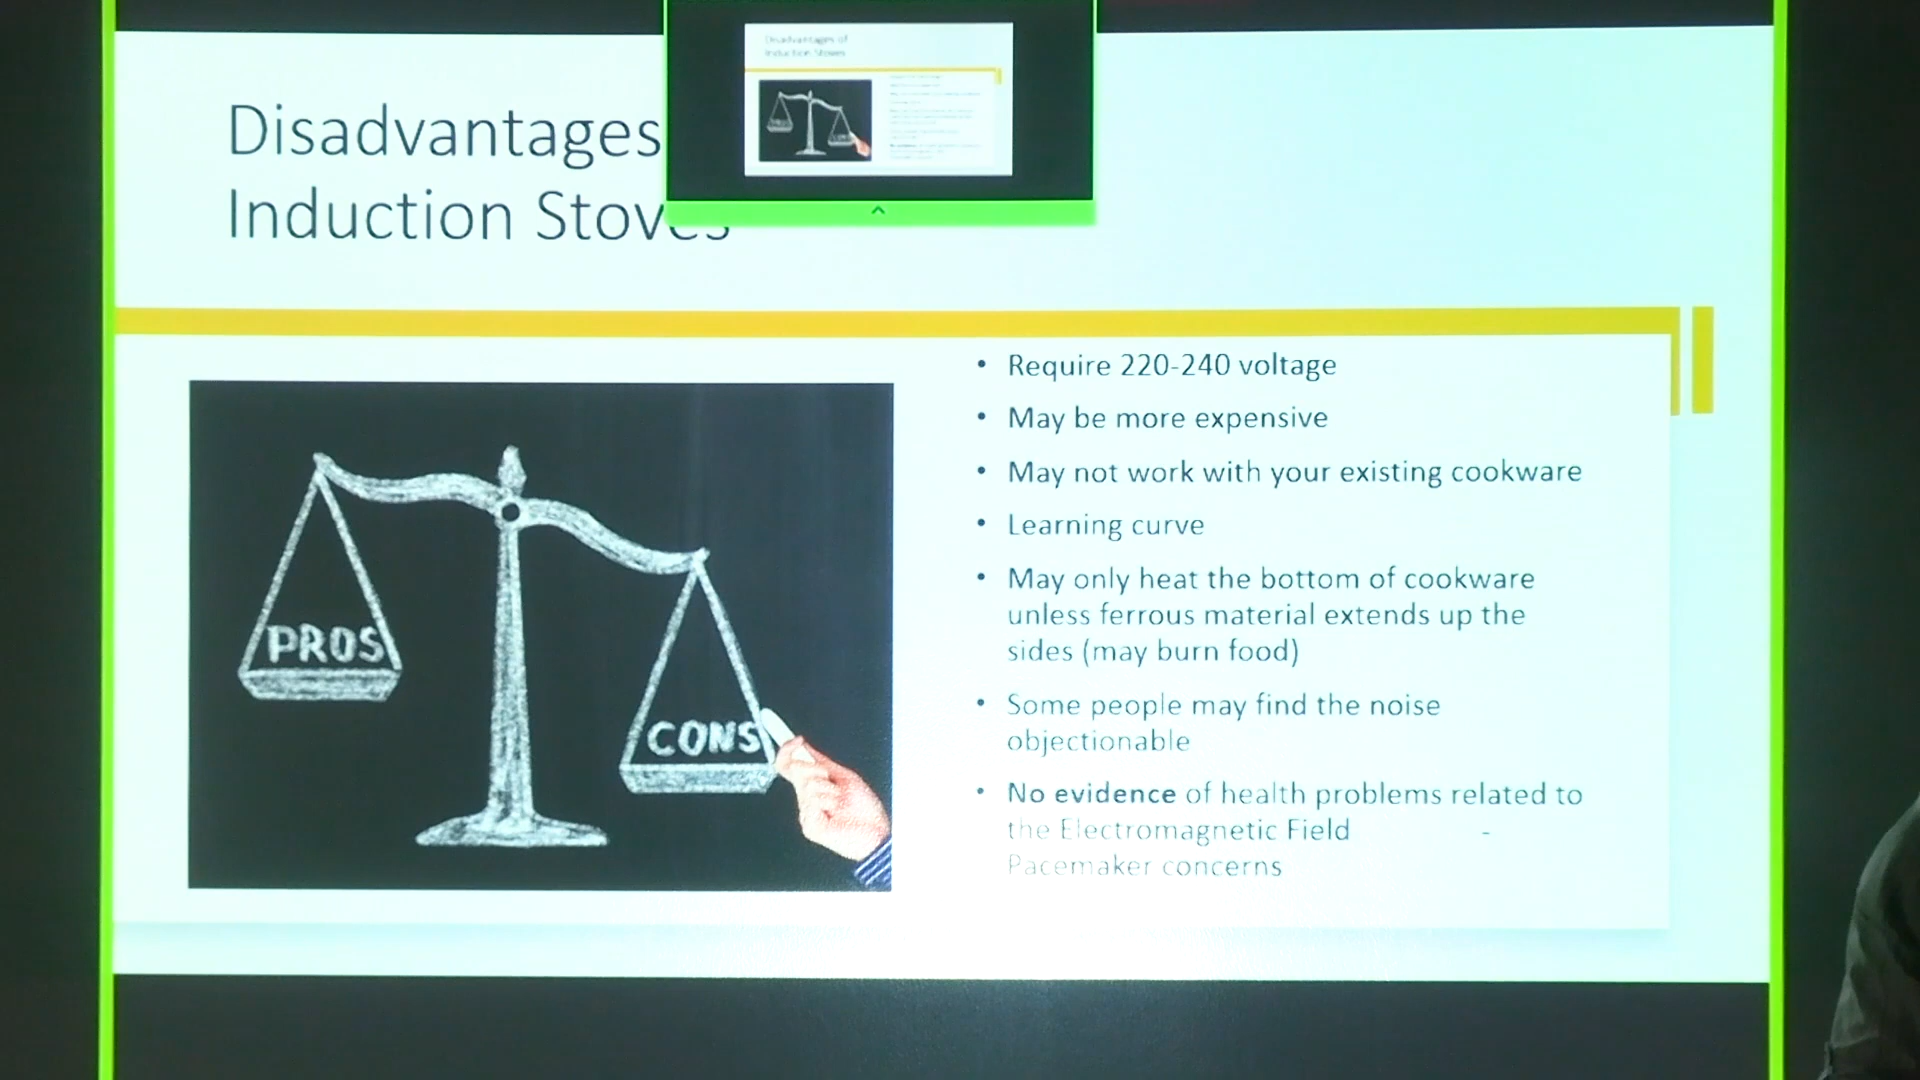 Disadvantages
Induction Stoves
Disadvantages of
Induction Stoves
PROS
CONS
• Require 220-240 voltage
• May be more expensive
• May not work with your existing cookware
• Learning curve
• May only heat the bottom of cookware
unless ferrous material extends up the
sides (may burn food)
• Some people may find the noise
objectionable
• No evidence of health problems related to
the Electromagnetic Field -
Pacemaker concerns